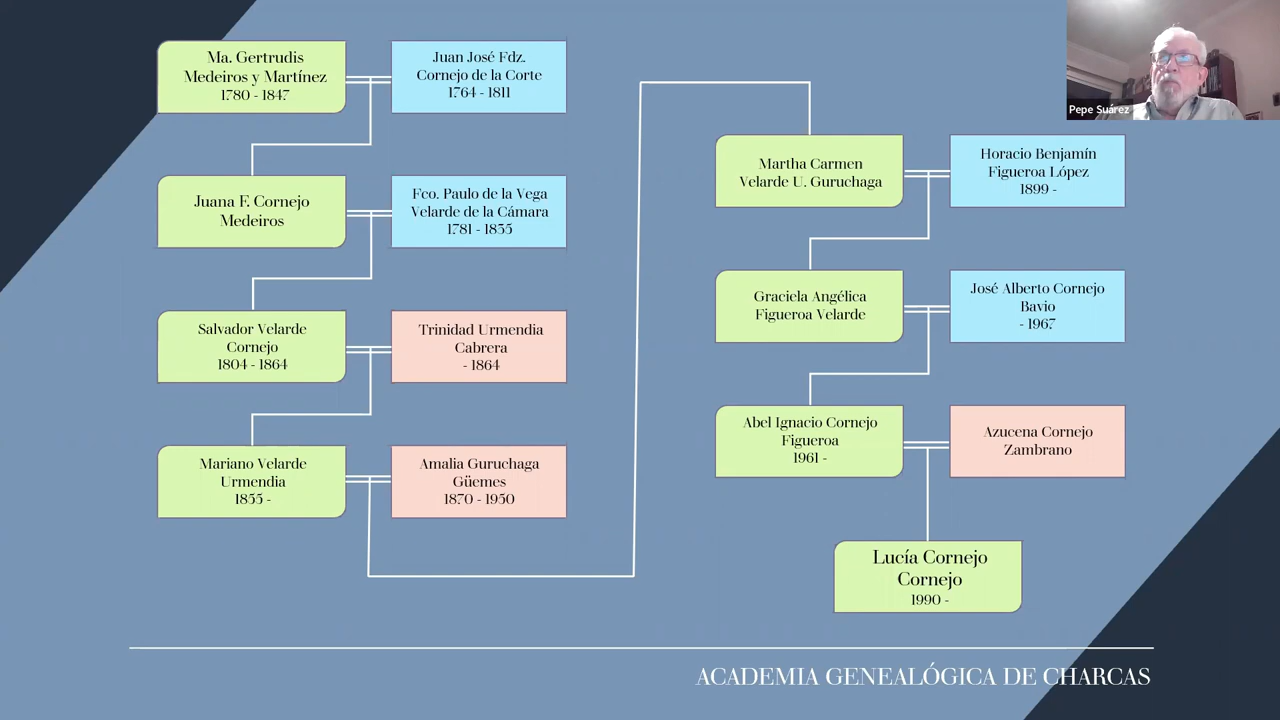 Ma. Gertrudis
Medeiros y Martínez
1780 - 1847
Juan José Fdz.
Cornejo de la Corte
1764 - 1811
Juana F. Cornejo
Medeiros
Fco. Paulo de la Vega
Velarde de la Cámara
1781 - 1835
Salvador Velarde
Cornejo
1804 - 1864
Trinidad Urmendia
Cabrera
- 1864
Mariano Velarde
Urmendia
1855 -
Amalia Guruchaga
Güemes
1870 - 1950
Pepe Suárez
Martha Carmen
Velarde U. Guruchaga
Horacio Benjamín
Figueroa López
1899 -
Graciela Angélica
Figueroa Velarde
José Alberto Cornejo
Bavio
- 1967
Abel Ignacio Cornejo
Figueroa
1961 -
Azucena Cornejo
Zambrano
Lucía Cornejo
Cornejo
1990 -
ACADEMIA GENEALÓGICA DE CHARCAS